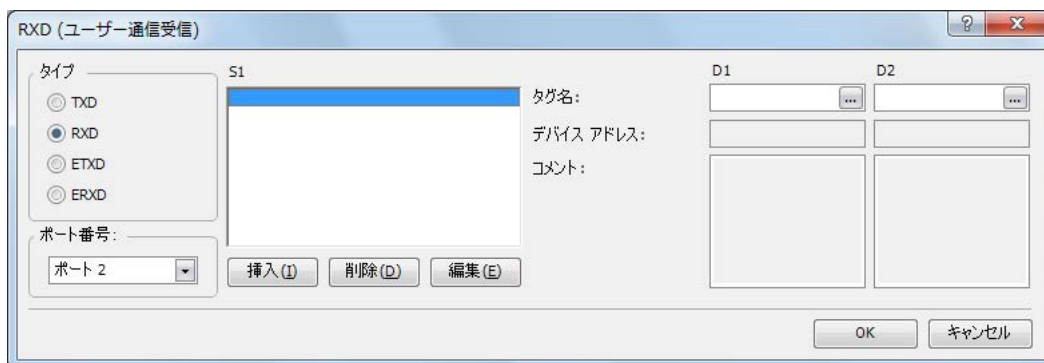 RXD (ユーザー通信受信)
タイプ
TXD
RXD
ETXD
ERXD
ポート番号:
ポート 2
S1
挿入(I)
削除(D)
編集(E)
D1
D2
タグ名:
...
...
デバイス アドレス:
コメント:
OK
キャンセル